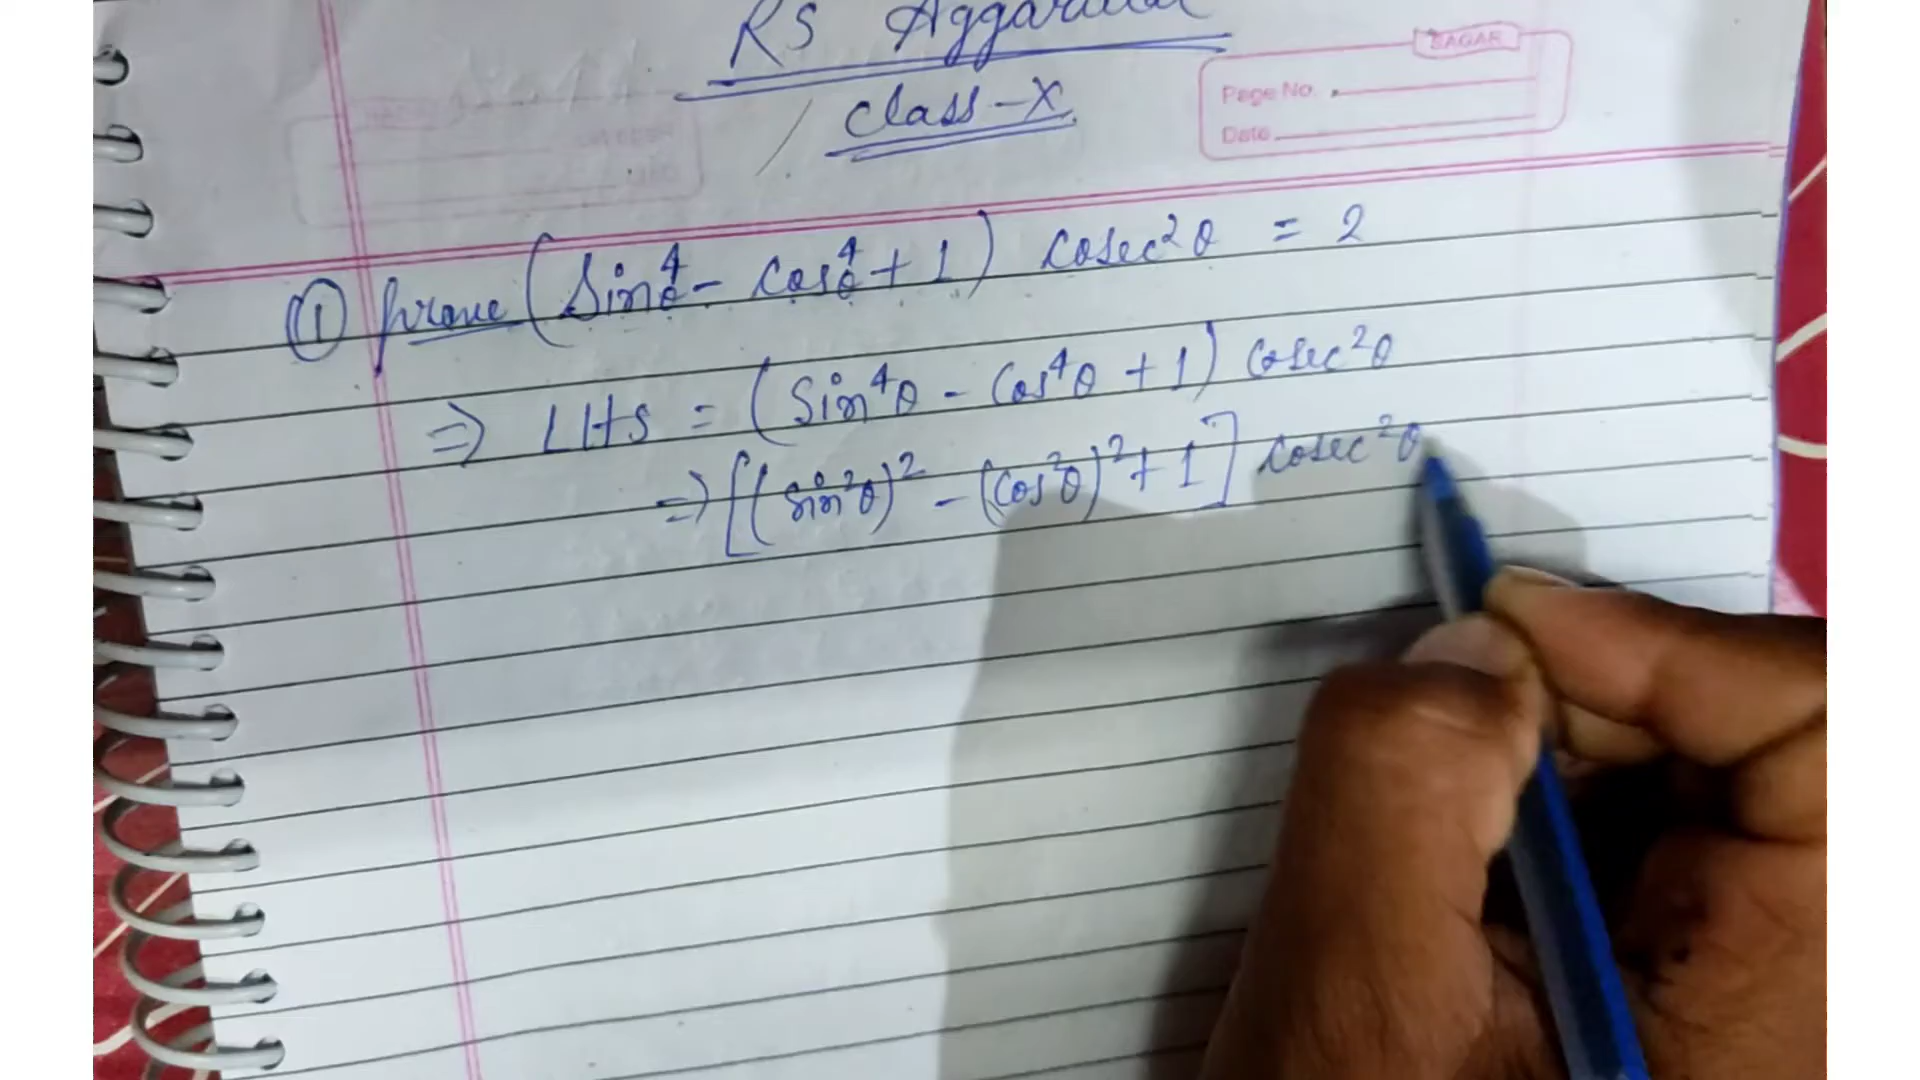 RS Aggarwal
Class-X
SAGAR
Page No.
Date
① prove (Sin⁴θ - cos⁴θ + 1) cosec²θ = 2
⇒ LHS = (Sin⁴θ - Cos⁴θ + 1) Cosec²θ
⇒ [(sin²θ)² - (cos²θ)² + 1] cosec²θ